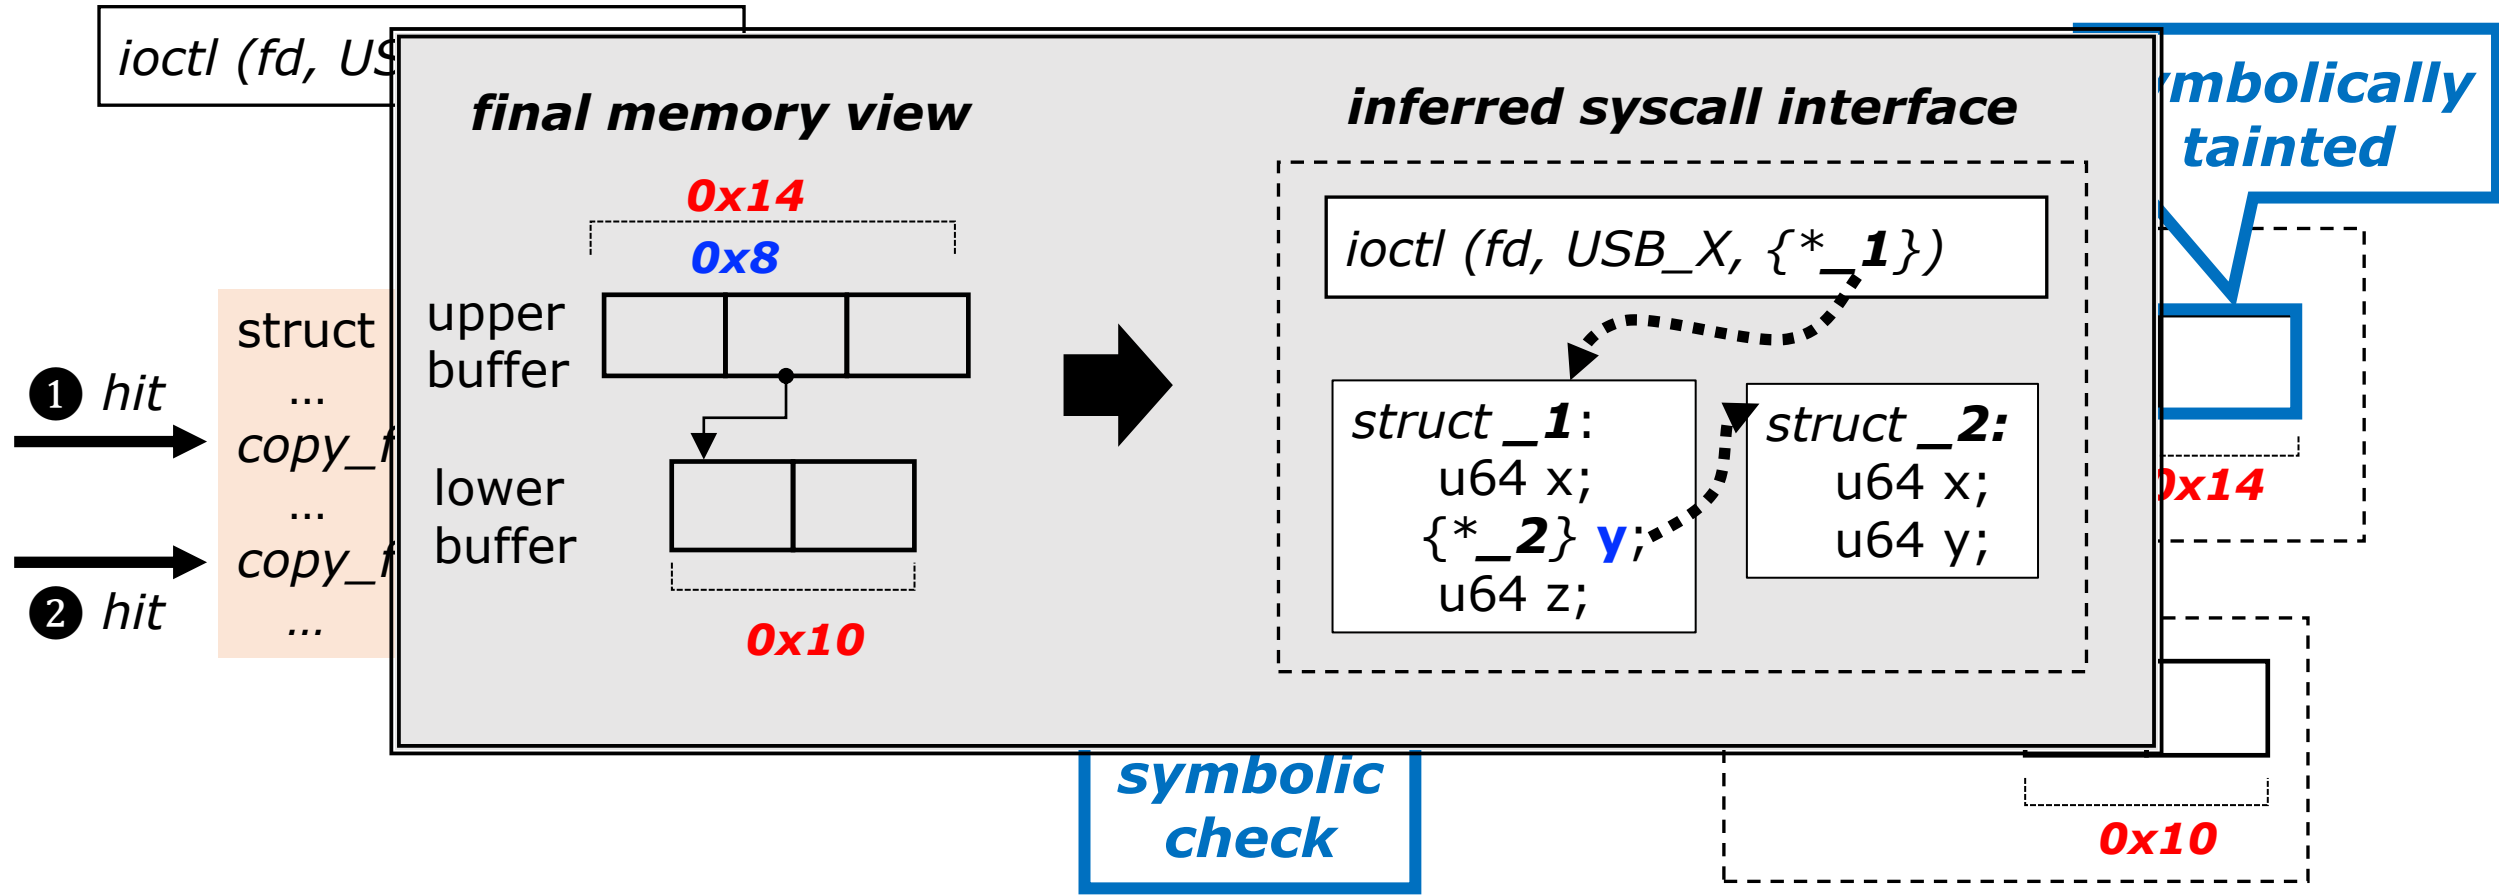 ioctl (fd, US
final memory view
0x14
0x8
upper
buffer
lower
buffer
0x10
inferred syscall interface
ioctl (fd, USB_X, {*_1})
struct _1:
u64 x;
{*_2} y;
u64 z;
struct _2:
u64 x;
u64 y;
struct
...
1 hit
copy_f
...
copy_f
2 hit
...
ymbolically
tainted
0x14
0x10
symbolic
check